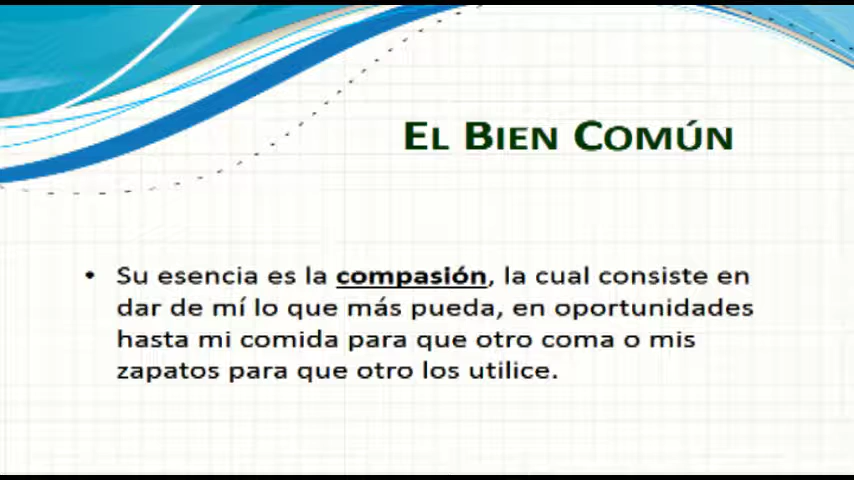 EL BIEN COMÚN
• Su esencia es la compasión, la cual consiste en
dar de mí lo que más pueda, en oportunidades
hasta mi comida para que otro coma o mis
zapatos para que otro los utilice.